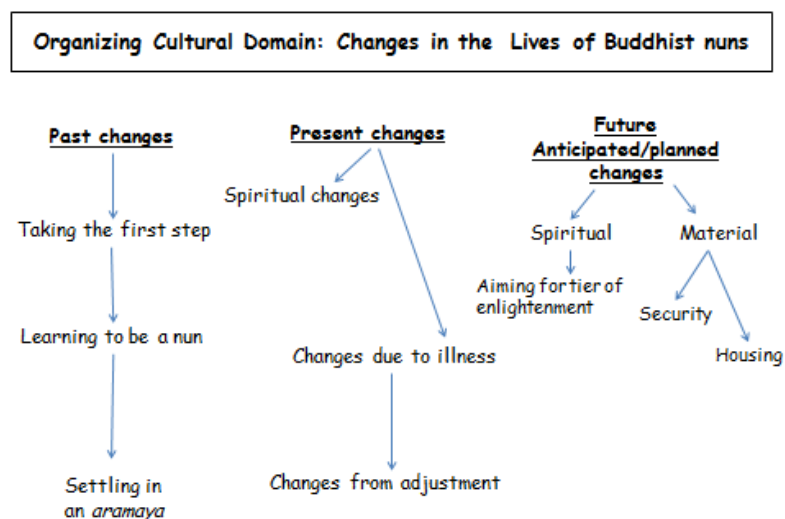 Organizing Cultural Domain: Changes in the Lives of Buddhist nuns
Past changes
Taking the first step
Learning to be a nun
Settling in
an aramaya
Present changes
Spiritual changes
Changes due to illness
Changes from adjustment
Future
Anticipated/planned
changes
Spiritual
Aiming for tier of
enlightenment
Material
Security
Housing